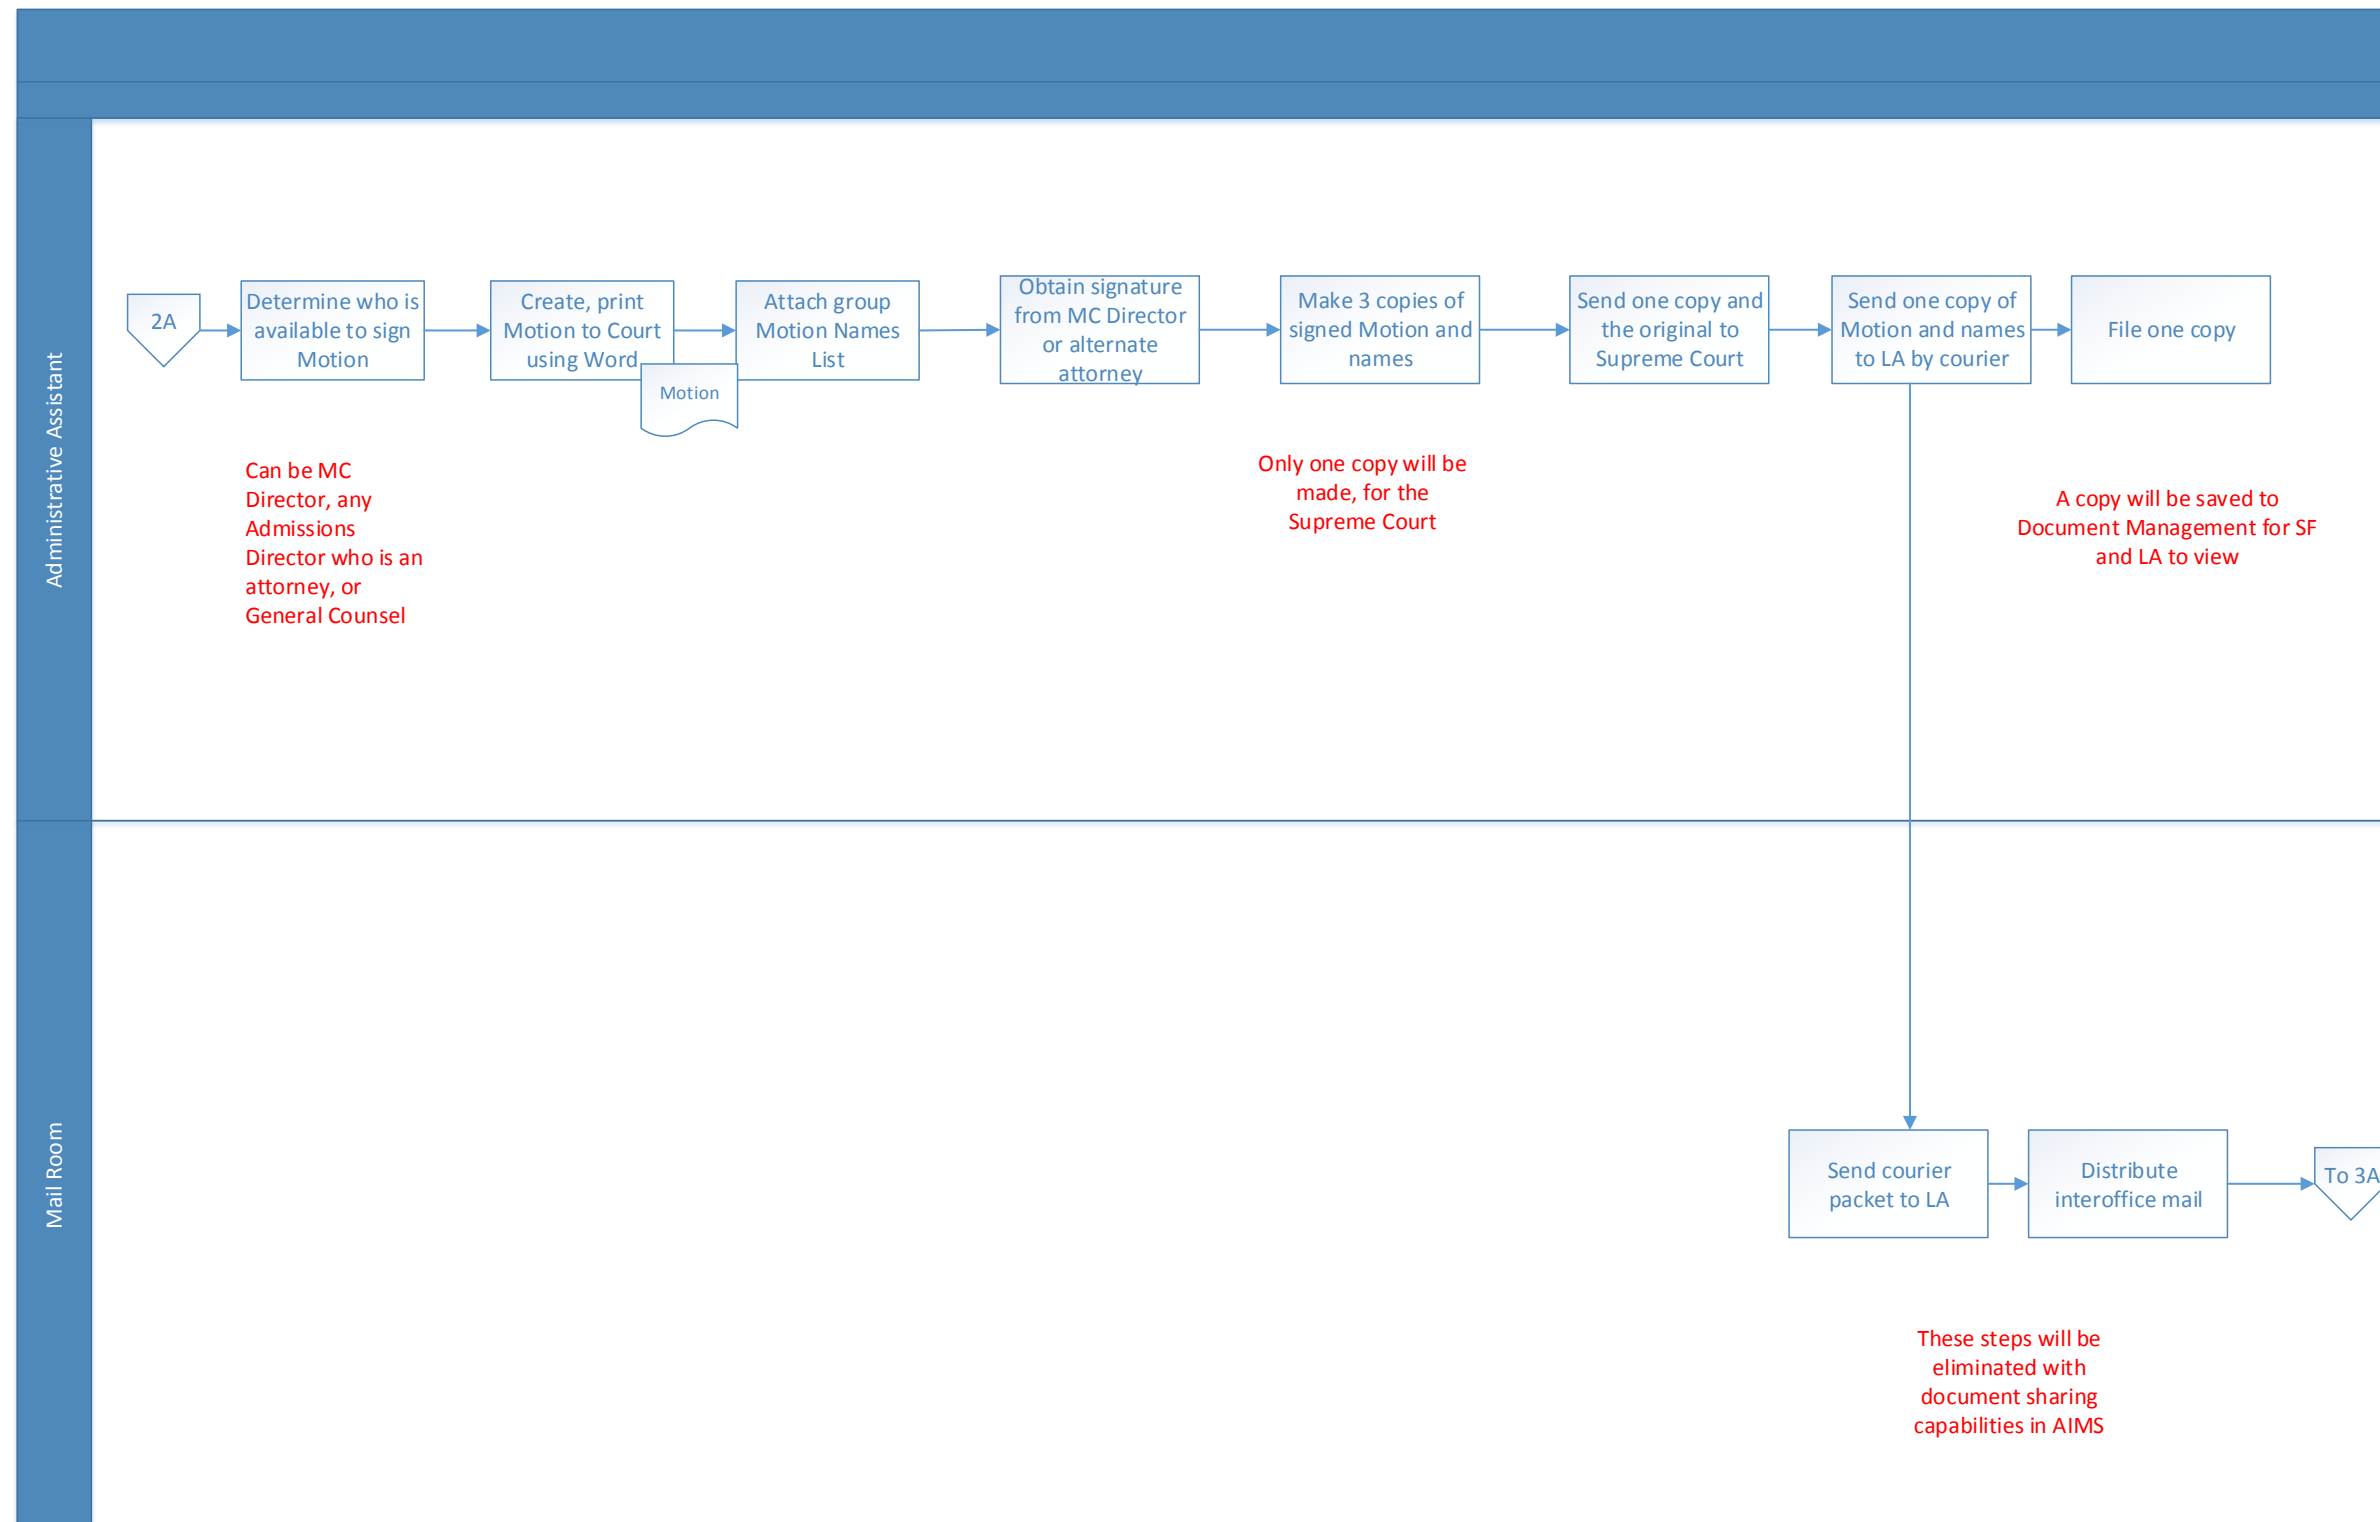 Administrative Assistant
2A
Determine who is
available to sign
Motion
Create, print
Motion to Court
using Word
Motion
Attach group
Motion Names
List
Obtain signature
from MC Director
or alternate
attorney
Make 3 copies of
signed Motion and
names
Send one copy and
the original to
Supreme Court
Send one copy of
Motion and names
to LA by courier
File one copy
Can be MC
Director, any
Admissions
Director who is an
attorney, or
General Counsel
Only one copy will be
made, for the
Supreme Court
A copy will be saved to
Document Management for SF
and LA to view
Mail Room
Send courier
packet to LA
Distribute
interoffice mail
To 3A
These steps will be
eliminated with
document sharing
capabilities in AIMS